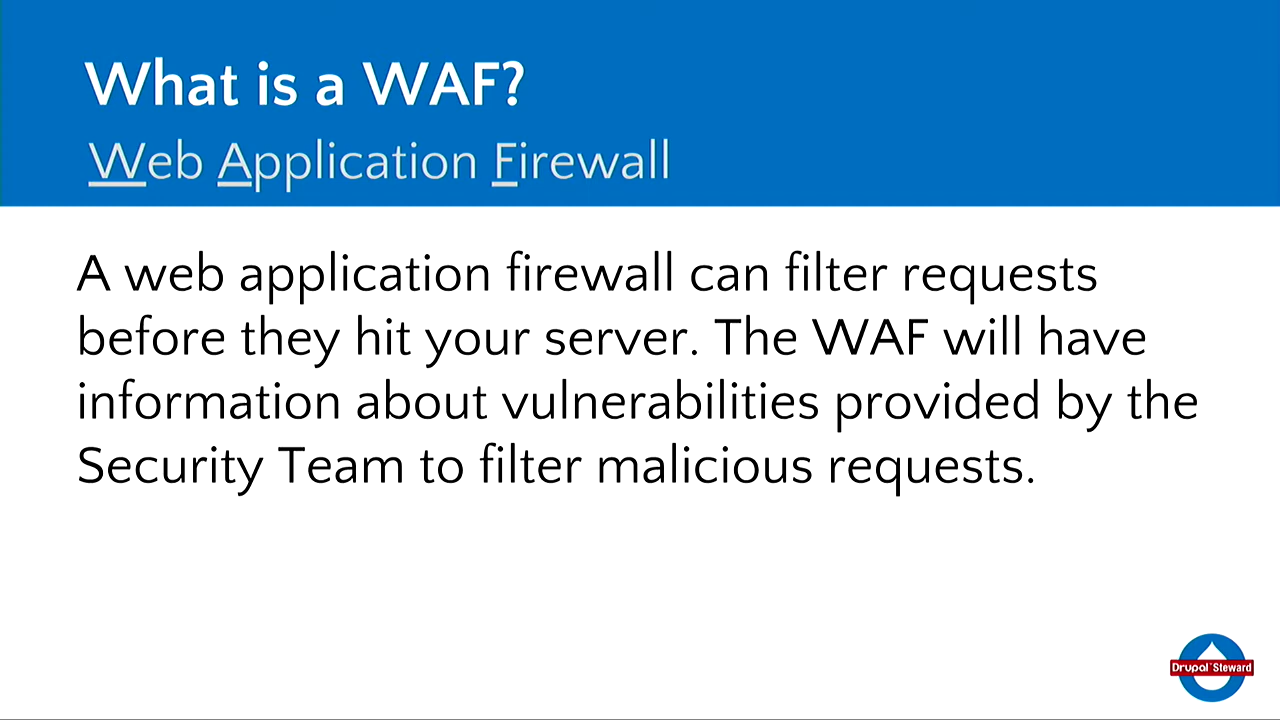 What is a WAF?
Web Application Firewall
A web application firewall can filter requests
before they hit your server. The WAF will have
information about vulnerabilities provided by the
Security Team to filter malicious requests.
Drupal™ Steward